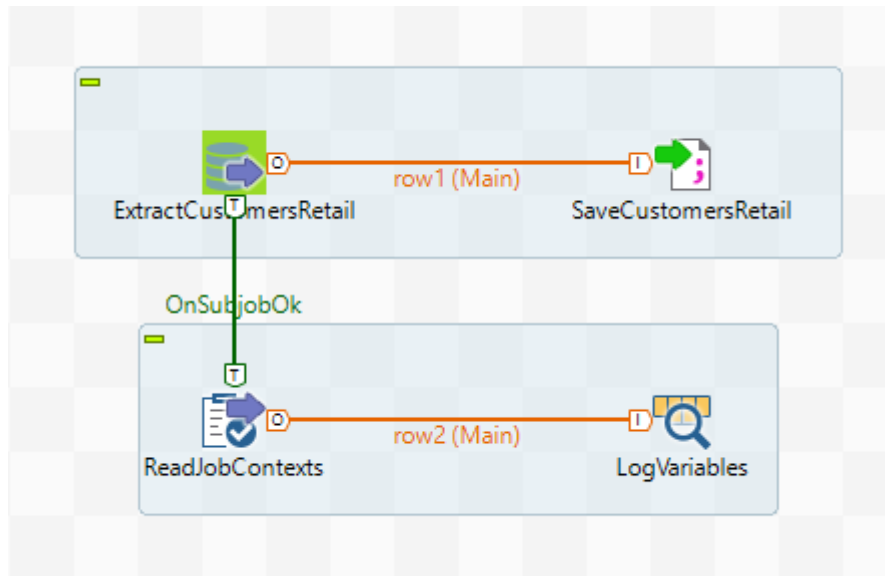 O
row1 (Main)
I
ExtractCustomersRetail
T
SaveCustomersRetail
OnSubjobOk
T
O
row2 (Main)
I
ReadJobContexts
LogVariables